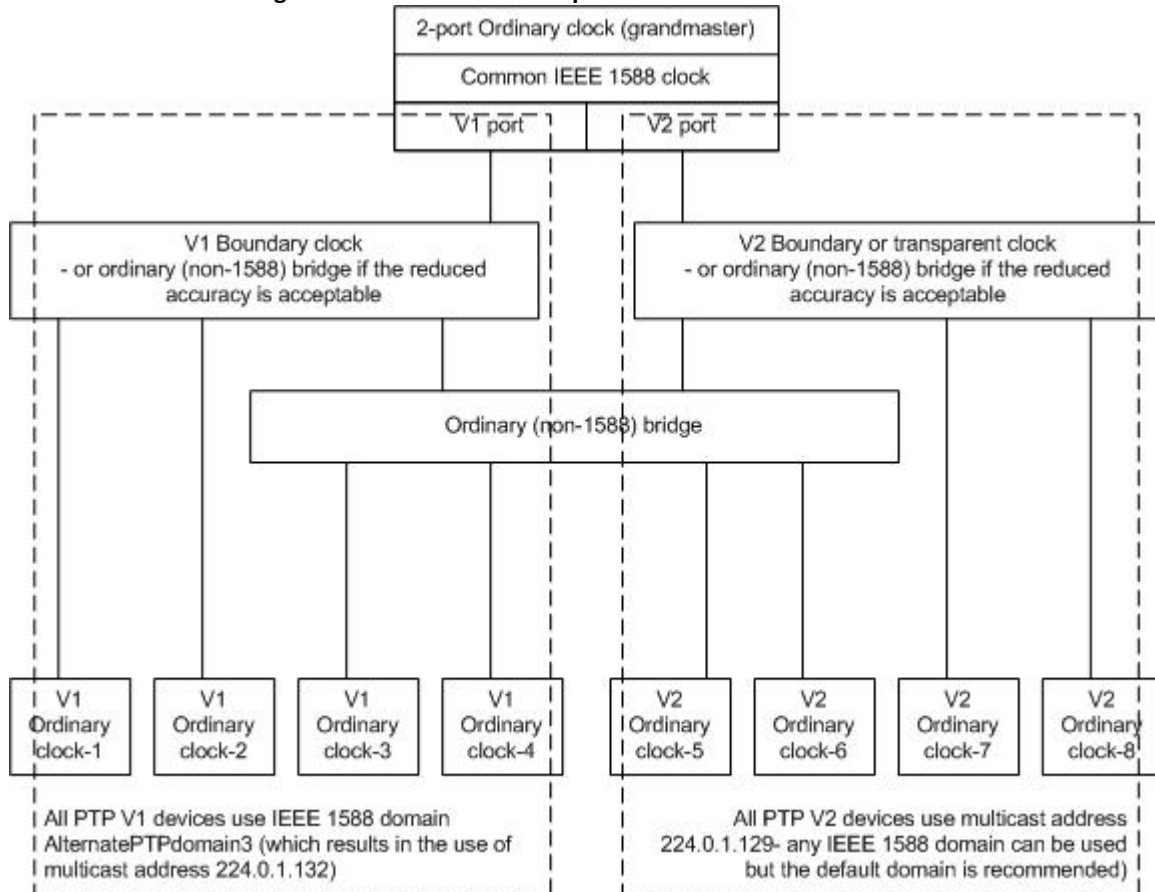 2-port Ordinary clock (grandmaster)
Common IEEE 1588 clock
V1 port
V2 port
V1 Boundary clock
- or ordinary (non-1588) bridge if the reduced
accuracy is acceptable
V2 Boundary or transparent clock
- or ordinary (non-1588) bridge if the reduced
accuracy is acceptable
Ordinary (non-1588) bridge
V1
Ordinary
clock-1
V1
Ordinary
clock-2
V1
Ordinary
clock-3
V1
Ordinary
clock-4
V2
Ordinary
clock-5
V2
Ordinary
clock-6
V2
Ordinary
clock-7
V2
Ordinary
clock-8
All PTP V1 devices use IEEE 1588 domain
AlternatePTPdomain3 (which results in the use of
multicast address 224.0.1.132)
All PTP V2 devices use multicast address
224.0.1.129- any IEEE 1588 domain can be used
but the default domain is recommended)